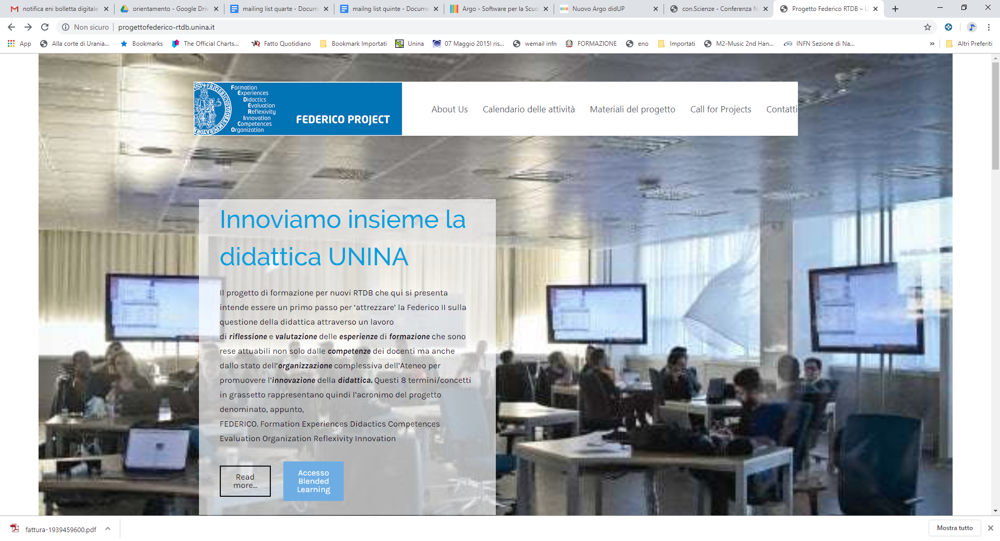 notifica eni bolletta digitale
orientamento - Google Driv
mailing list quarte - Docum
mailng list quinte - Docume
Argo - Software per la Scuo
Nuovo Argo didUP
con.Scienze - Conferenza N
Progetto Federico RTDB – U
Non sicuro
progettofederico-rtdb.unina.it
App
Alla corte di Urania...
Bookmarks
The Official Charts...
Fatto Quotidiano
Bookmark Importati
Unina
07 Maggio 2015I ris...
wemail infn
FORMAZIONE
eno
Importati
M2-Music 2nd Han...
INFN Sezione di Na...
»
Altri Preferiti
Formation
Experiences
Didactics
Evaluation
Reflexivity
Innovation
Competences
Organization
FEDERICO PROJECT
About Us
Calendario delle attività
Materiali del progetto
Call for Projects
Contatti
Innoviamo insieme la
didattica UNINA
Il progetto di formazione per nuovi RTDB che qui si presenta
intende essere un primo passo per ‘attrezzare’ la Federico II sulla
questione della didattica attraverso un lavoro
di riflessione e valutazione delle esperienze di formazione che sono
rese attuabili non solo dalle competenze dei docenti ma anche
dallo stato dell’organizzazione complessiva dell’Ateneo per
promuovere l’innovazione della didattica. Questi 8 termini/concetti
in grassetto rappresentano quindi l’acronimo del progetto
denominato, appunto,
FEDERICO. Formation Experiences Didactics Competences
Evaluation Organization Reflexivity Innovation
Read
more...
Accesso
Blended
Learning
fattura-1939459600.pdf
Mostra tutto